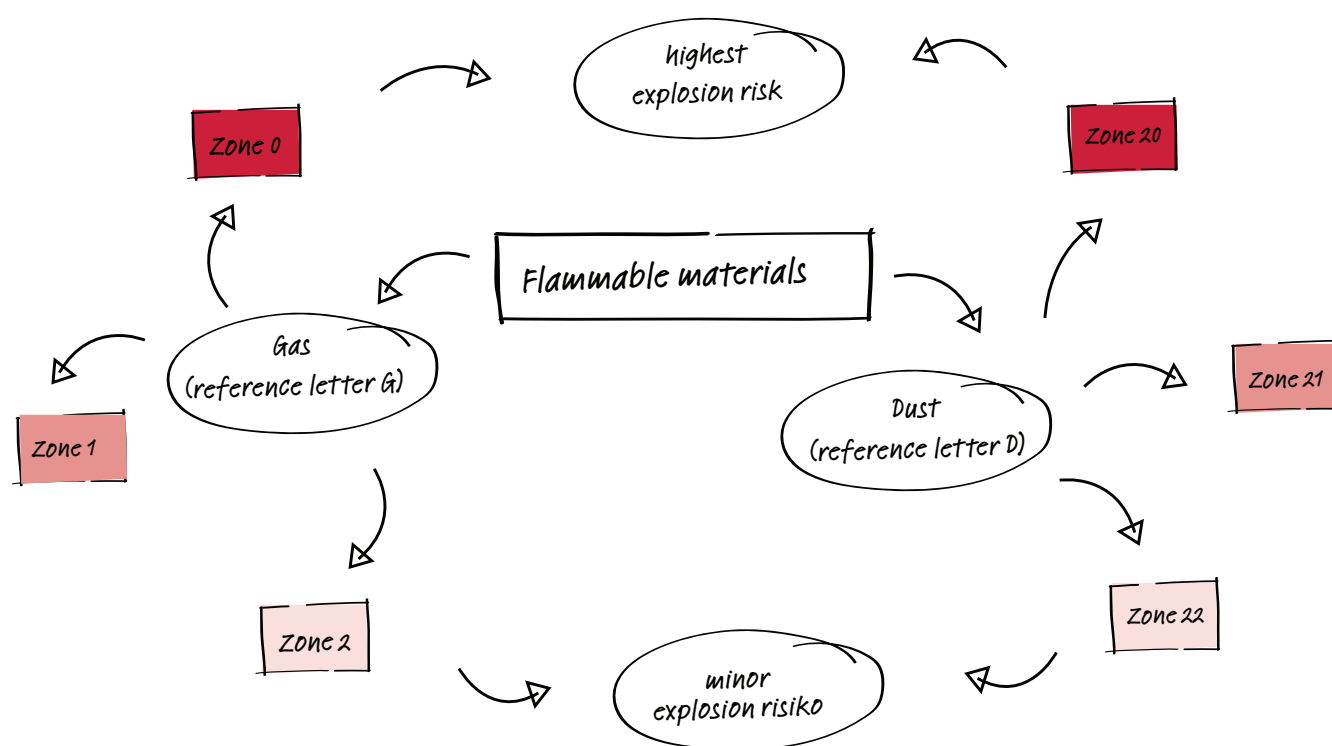 highest
explosion risk
Zone 0
Zone 20
Flammable materials
Gas
(reference letter G)
Zone 21
Dust
(reference letter D)
Zone 1
Zone 2
Zone 22
minor
explosion risiko